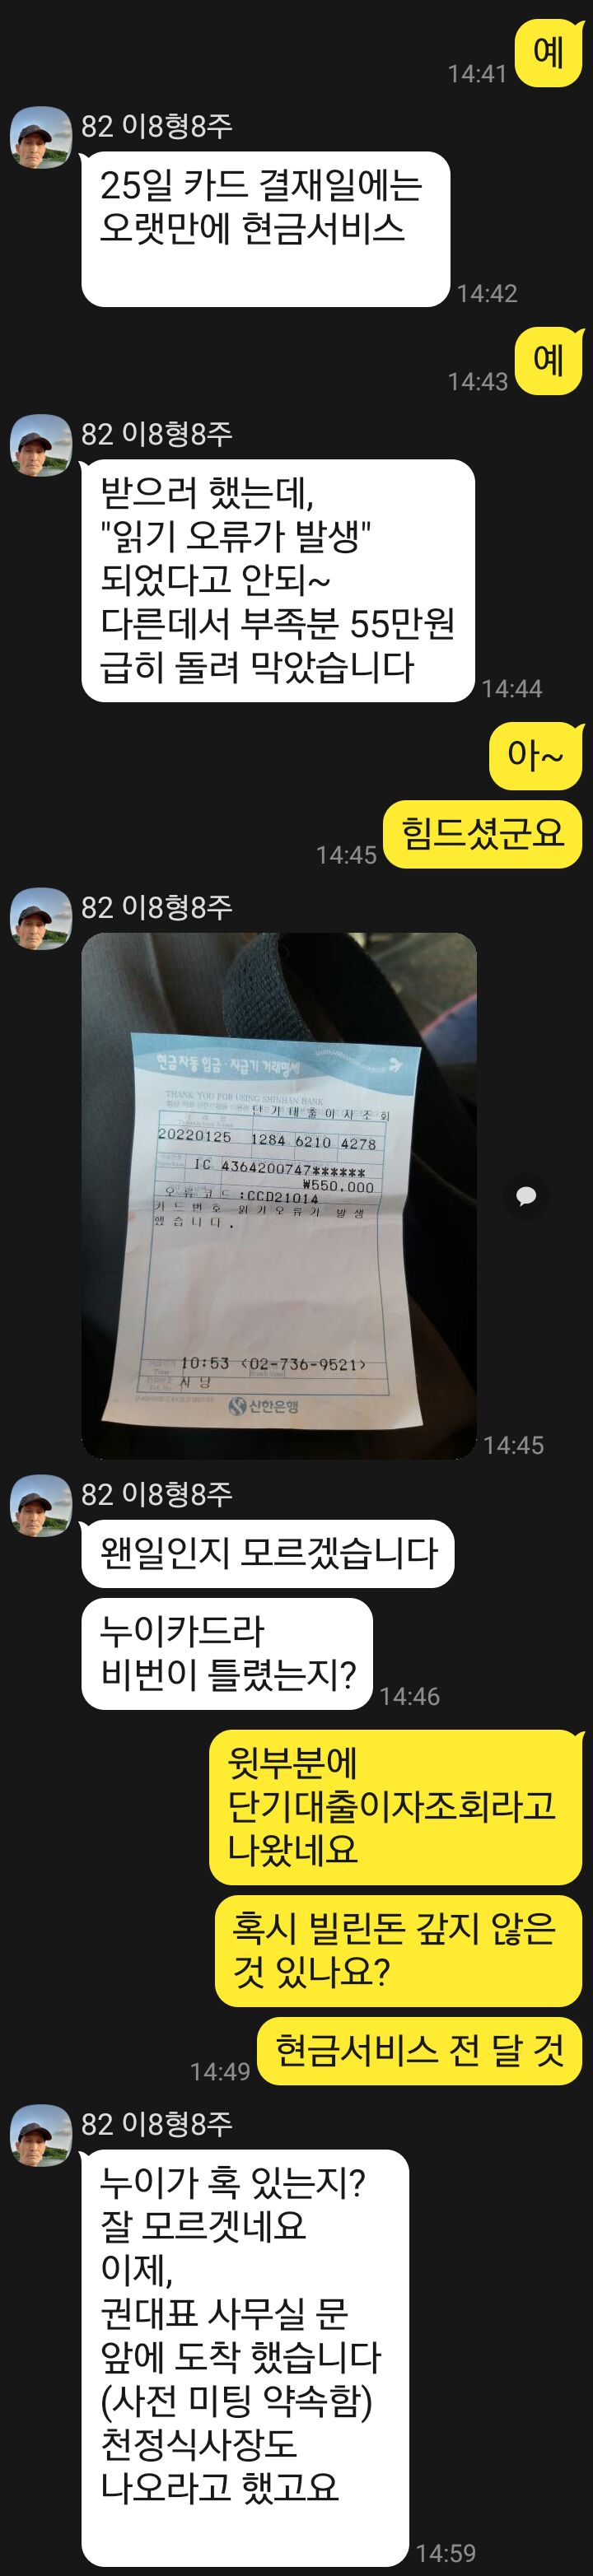 예
14:41
82 이8형8주
25일 카드 결재일에는
오랫만에 현금서비스
14:42
예
14:43
82 이8형8주
받으러 했는데,
"읽기 오류가 발생"
되었다고 안되~
다른데서 부족분 55만원
급히 돌려 막았습니다
14:44
아~
힘드셨군요
14:45
82 이8형8주
현금자동 입금·지급기 거래명세
THANK YOU FOR USING SHINHAN BANK
단기대출이자조회
20220125 1284 6210 4278
IC 4364200747******
₩550,000
오류코드:CCD21014
카드번호 읽기오류가 발생
했습니다.
10:53 <02-736-9521>
사당
신한은행
14:45
82 이8형8주
왠일인지 모르겠습니다
누이카드라
비번이 틀렸는지?
14:46
윗부분에
단기대출이자조회라고
나왔네요
혹시 빌린돈 갚지 않은
것 있나요?
현금서비스 전 달 것
14:49
82 이8형8주
누이가 혹 있는지?
잘 모르겟네요
이제,
권대표 사무실 문
앞에 도착 했습니다
(사전 미팅 약속함)
천정식사장도
나오라고 했고요
14:59